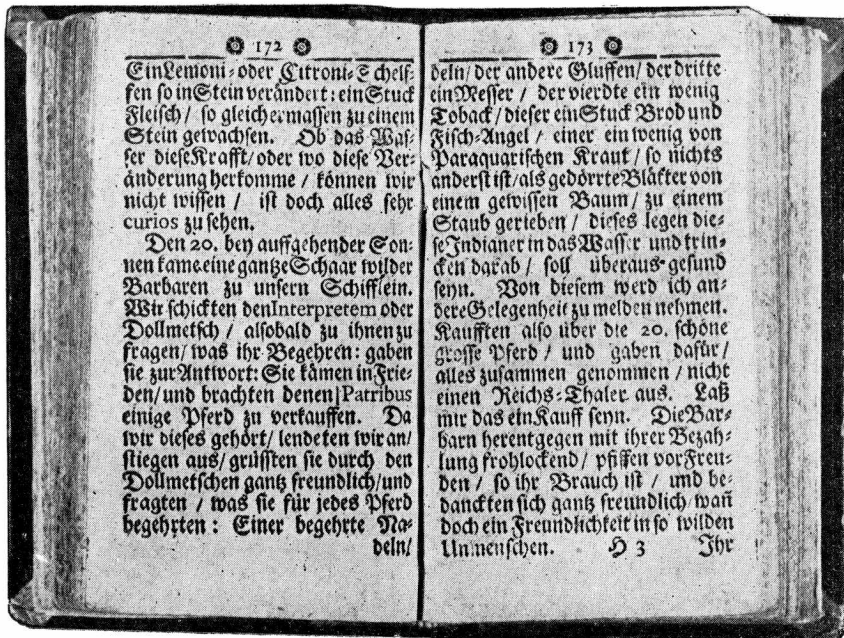 172
Ein Lemoni- oder Citroni-Schelf-
fen so in Stein verändert: ein Stuck
Fleisch / so gleichermassen zu einem
Stein gewachsen. Ob das Was-
ser diese Krafft / oder wo diese Ver-
änderung herkomme / können wir
nicht wissen / ist doch alles sehr
curios zu sehen.
Den 20. bey auffgehender Son-
nen kame eine gantze Schaar wilder
Barbaren zu unsern Schifflein.
Wir schickten den Interpretem oder
Dollmetsch / alsobald zu ihnen zu
fragen / was ihr Begehren: gaben
sie zur Antwort: Sie kämen in Frie-
den / und brachten denen Patribus
einige Pferd zu verkauffen. Da
wir dieses gehört / lendeten wir an /
stiegen aus / grüssten sie durch den
Dollmetschen gantz freundlich / und
fragten / was sie für jedes Pferd
begehrten: Einer begehrte Na-
deln /
173
deln / der andere Gluffen / der dritte
ein Messer / der vierdte ein wenig
Toback / dieser ein Stuck Brod und
Fisch-Angel / einer ein wenig von
Paraquarischen Kraut / so nichts
anderst ist / als gedörrte Blätter von
einem gewissen Baum / zu einem
Staub gerieben / dieses legen die-
se Indianer in das Wasser und trin-
cken darab / soll überaus gesund
seyn. Von diesem werd ich an-
dere Gelegenheit zu melden nehmen.
Kaufften also über die 20. schöne
grosse Pferd / und gaben dafür /
alles zusammen genommen / nicht
einen Reichs-Thaler aus. Laß
mir das ein Kauff seyn. Die Bar-
barn herentgegen mit ihrer Bezah-
lung frohlockend / pfiffen vor Freu-
den / so ihr Brauch ist / und be-
danckten sich gantz freundlich / wañ
doch ein Freundlichkeit in so wilden
Unmenschen. H 3 Ihr